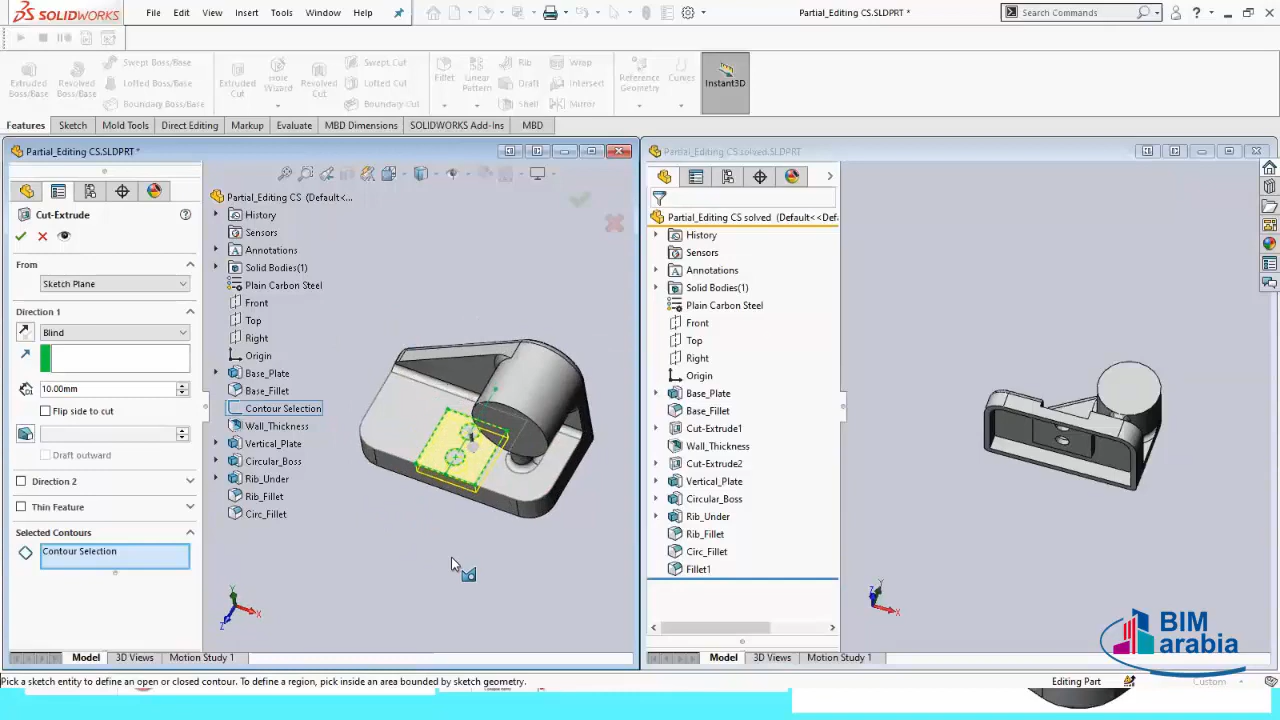 SOLIDWORKS File Edit View Insert Tools Window Help Partial_Editing CS.SLDPRT * Search Commands
Extruded Boss/Base Revolved Boss/Base Swept Boss/Base Lofted Boss/Base Boundary Boss/Base Extruded Cut Hole Wizard Revolved Cut Swept Cut Lofted Cut Boundary Cut Fillet Linear Pattern Rib Draft Shell Wrap Intersect Mirror Reference Geometry Curves Instant3D
Features Sketch Mold Tools Direct Editing Markup Evaluate MBD Dimensions SOLIDWORKS Add-Ins MBD
Partial_Editing CS.SLDPRT *
Cut-Extrude
From
Sketch Plane
Direction 1
Blind
10.00mm
Flip side to cut
Draft outward
Direction 2
Thin Feature
Selected Contours
Contour Selection
Partial_Editing CS (Default<...
History
Sensors
Annotations
Solid Bodies(1)
Plain Carbon Steel
Front
Top
Right
Origin
Base_Plate
Base_Fillet
Contour Selection
Wall_Thickness
Vertical_Plate
Circular_Boss
Rib_Under
Rib_Fillet
Circ_Fillet
Y
X
Z
Model 3D Views Motion Study 1
Partial_Editing CS solved.SLDPRT
Partial_Editing CS solved (Default<<Def
History
Sensors
Annotations
Solid Bodies(1)
Plain Carbon Steel
Front
Top
Right
Origin
Base_Plate
Base_Fillet
Cut-Extrude1
Wall_Thickness
Cut-Extrude2
Vertical_Plate
Circular_Boss
Rib_Under
Rib_Fillet
Circ_Fillet
Fillet1
Y
Z
X
Model 3D Views Motion Study 1
BIM
arabia
Pick a sketch entity to define an open or closed contour. To define a region, pick inside an area bounded by sketch geometry. Editing Part Custom